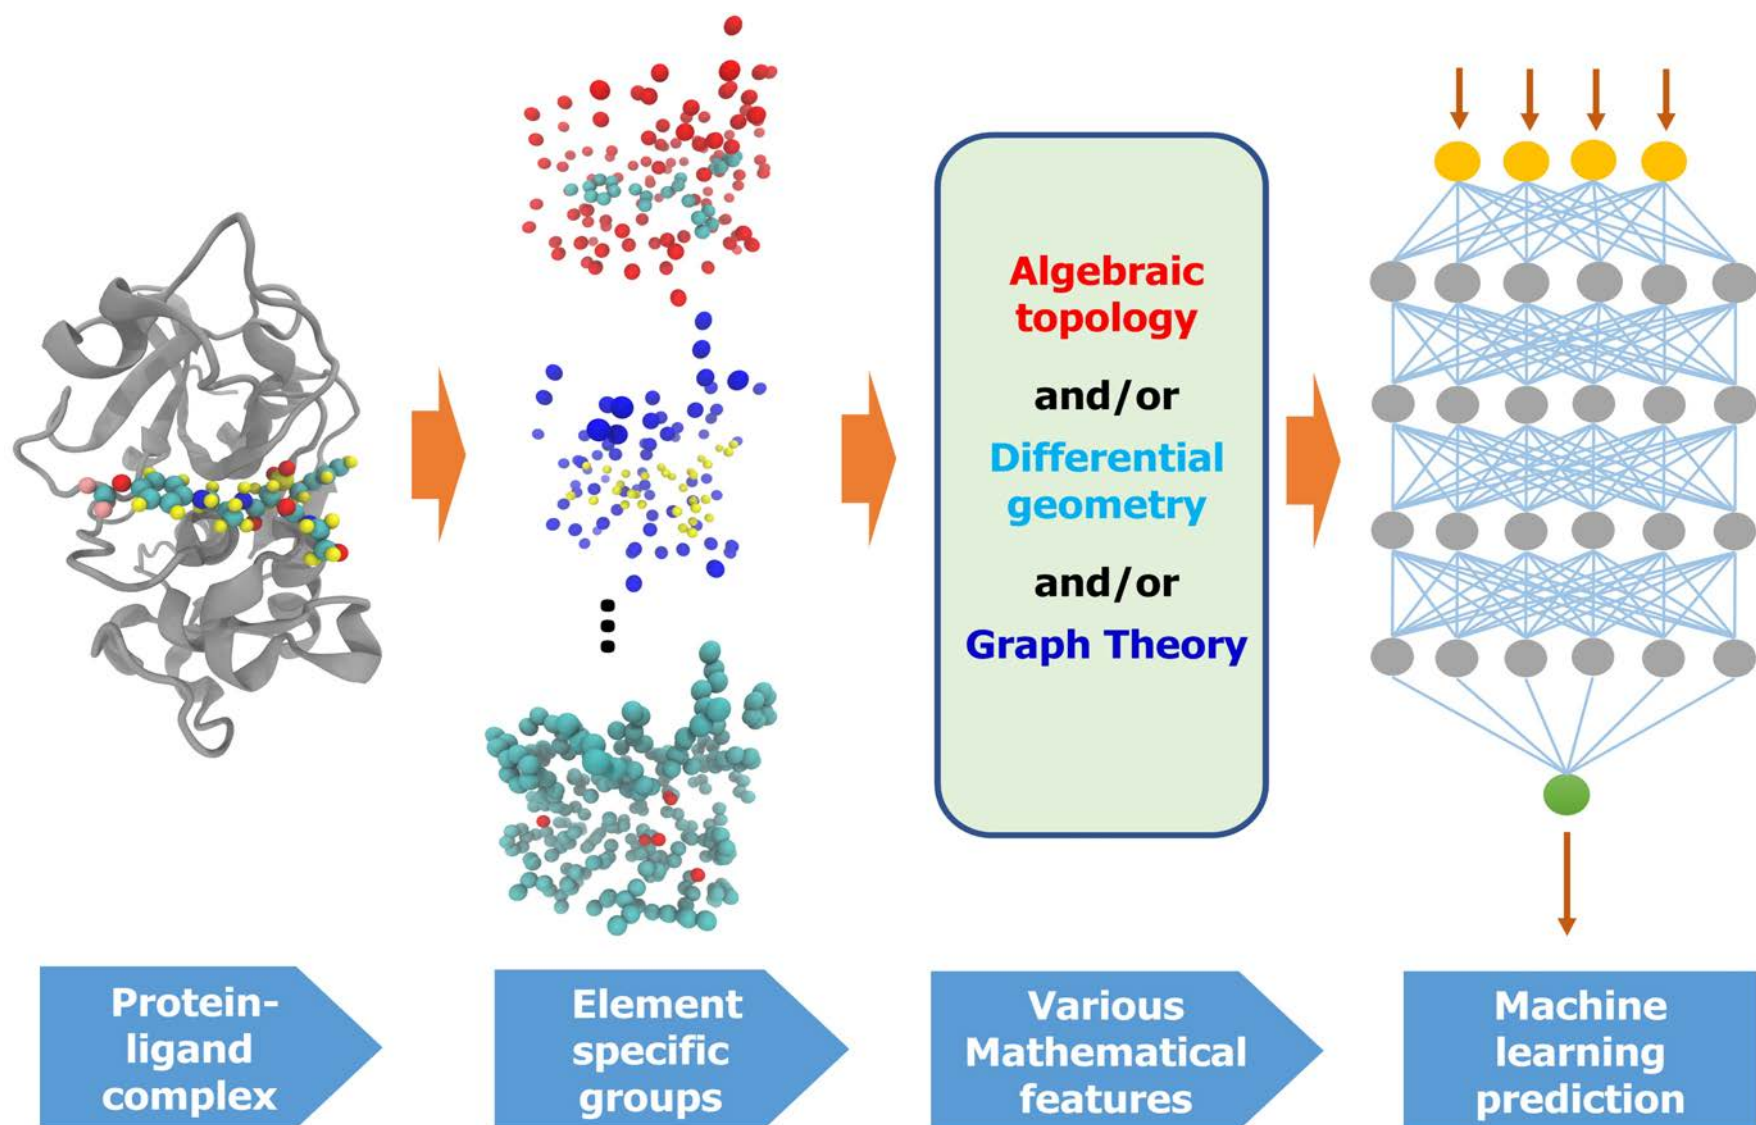 Algebraic
topology
and/or
Differential
geometry
and/or
Graph Theory
Protein-
ligand
complex
Element
specific
groups
Various
Mathematical
features
Machine
learning
prediction